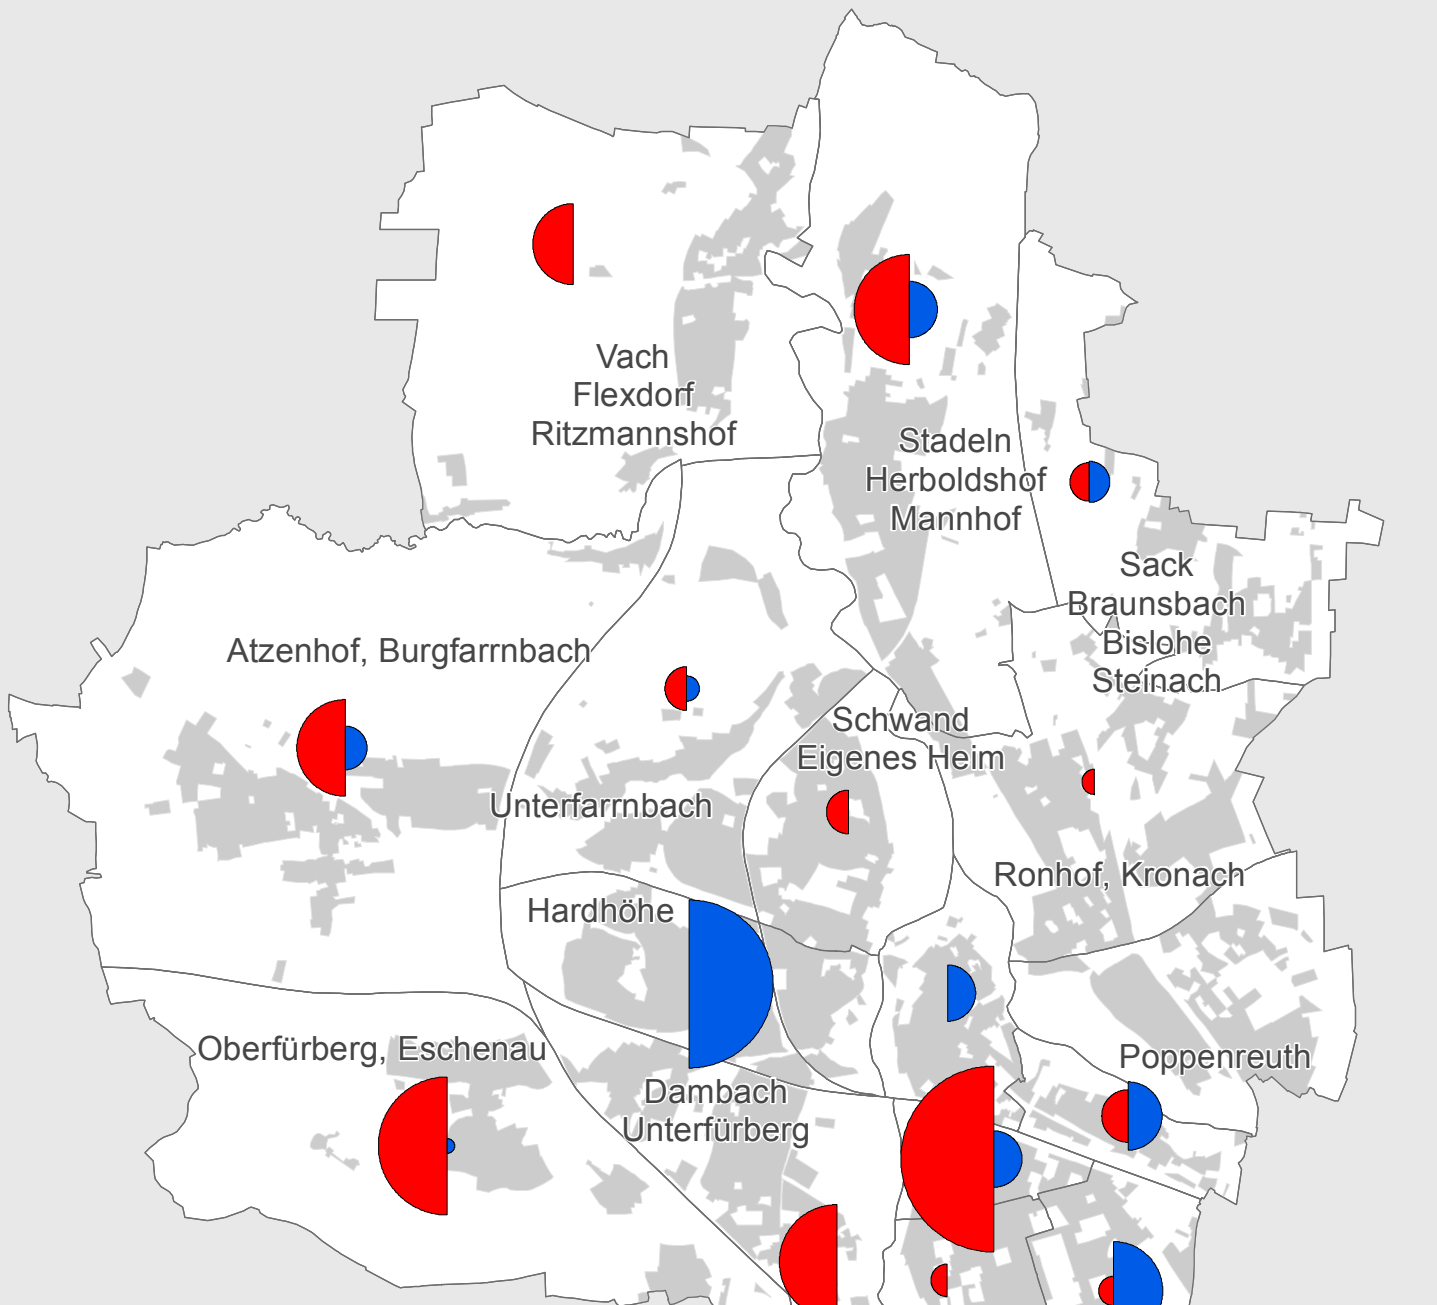 Vach
Flexdorf
Ritzmannshof
Stadeln
Herboldshof
Mannhof
Sack
Braunsbach
Bislohe
Steinach
Atzenhof, Burgfarrnbach
Schwand
Eigenes Heim
Unterfarrnbach
Ronhof, Kronach
Hardhöhe
Oberfürberg, Eschenau
Poppenreuth
Dambach
Unterfürberg